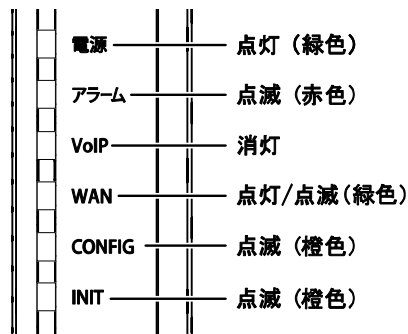 電源 点灯（緑色）
アラーム 点滅（赤色）
VoIP 消灯
WAN 点灯/点滅（緑色）
CONFIG 点滅（橙色）
INIT 点滅（橙色）